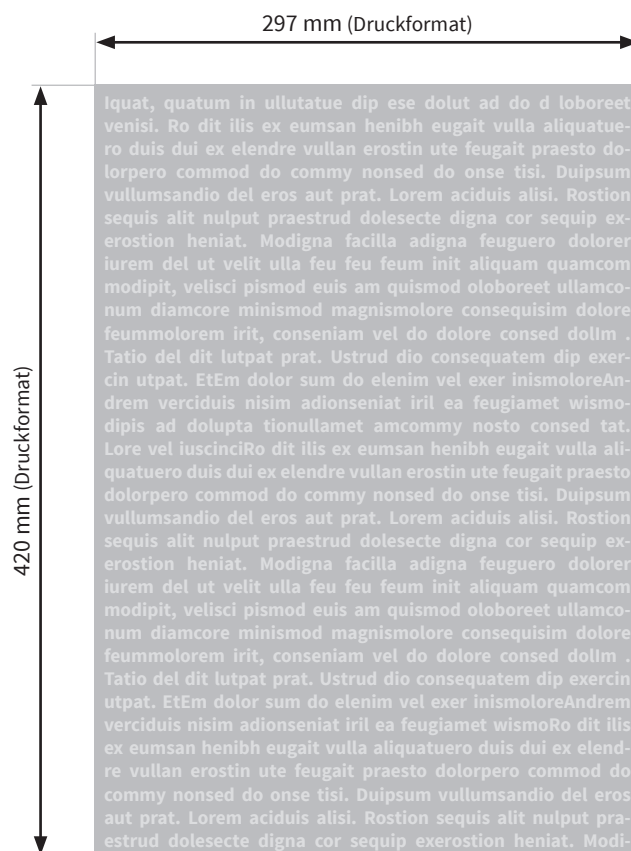 297 mm (Druckformat)
420 mm (Druckformat)
Iquat, quatum in ullutatue dip ese dolut ad do d loboreet
venisi. Ro dit ilis ex eumsan henibh eugait vulla aliquatue-
ro duis dui ex elendre vullan erostin ute feugait praesto do-
lorpero commod do commy nonsed do onse tisi. Duipsum
vullumsandio del eros aut prat. Lorem aciduis alisi. Rostion
sequis alit nulput praestrud dolesecte digna cor sequip ex-
erostion heniat. Modigna facilla adigna feuguero dolorer
iurem del ut velit ulla feu feu feum init aliquam quamcom
modipit, velisci pismod euis am quismod oloboreet ullamco-
num diamcore minismod magnismolore consequisim dolore
feummolorem irit, conseniam vel do dolore consed dolIm .
Tatio del dit lutpat prat. Ustrud dio consequatem dip exer-
cin utpat. EtEm dolor sum do elenim vel exer inismoloreAn-
drem verciduis nisim adionseniat iril ea feugiamet wismo-
dipis ad dolupta tionullamet amcommy nosto consed tat.
Lore vel iuscinciRo dit ilis ex eumsan henibh eugait vulla ali-
quatuero duis dui ex elendre vullan erostin ute feugait praesto
dolorpero commod do commy nonsed do onse tisi. Duipsum
vullumsandio del eros aut prat. Lorem aciduis alisi. Rostion
sequis alit nulput praestrud dolesecte digna cor sequip ex-
erostion heniat. Modigna facilla adigna feuguero dolorer
iurem del ut velit ulla feu feu feum init aliquam quamcom
modipit, velisci pismod euis am quismod oloboreet ullamco-
num diamcore minismod magnismolore consequisim dolore
feummolorem irit, conseniam vel do dolore consed dolIm .
Tatio del dit lutpat prat. Ustrud dio consequatem dip exercin
utpat. EtEm dolor sum do elenim vel exer inismoloreAndrem
verciduis nisim adionseniat iril ea feugiamet wismoRo dit ilis
ex eumsan henibh eugait vulla aliquatuero duis dui ex elend-
re vullan erostin ute feugait praesto dolorpero commod do
commy nonsed do onse tisi. Duipsum vullumsandio del eros
aut prat. Lorem aciduis alisi. Rostion sequis alit nulput pra-
estrud dolesecte digna cor sequip exerostion heniat. Modi-